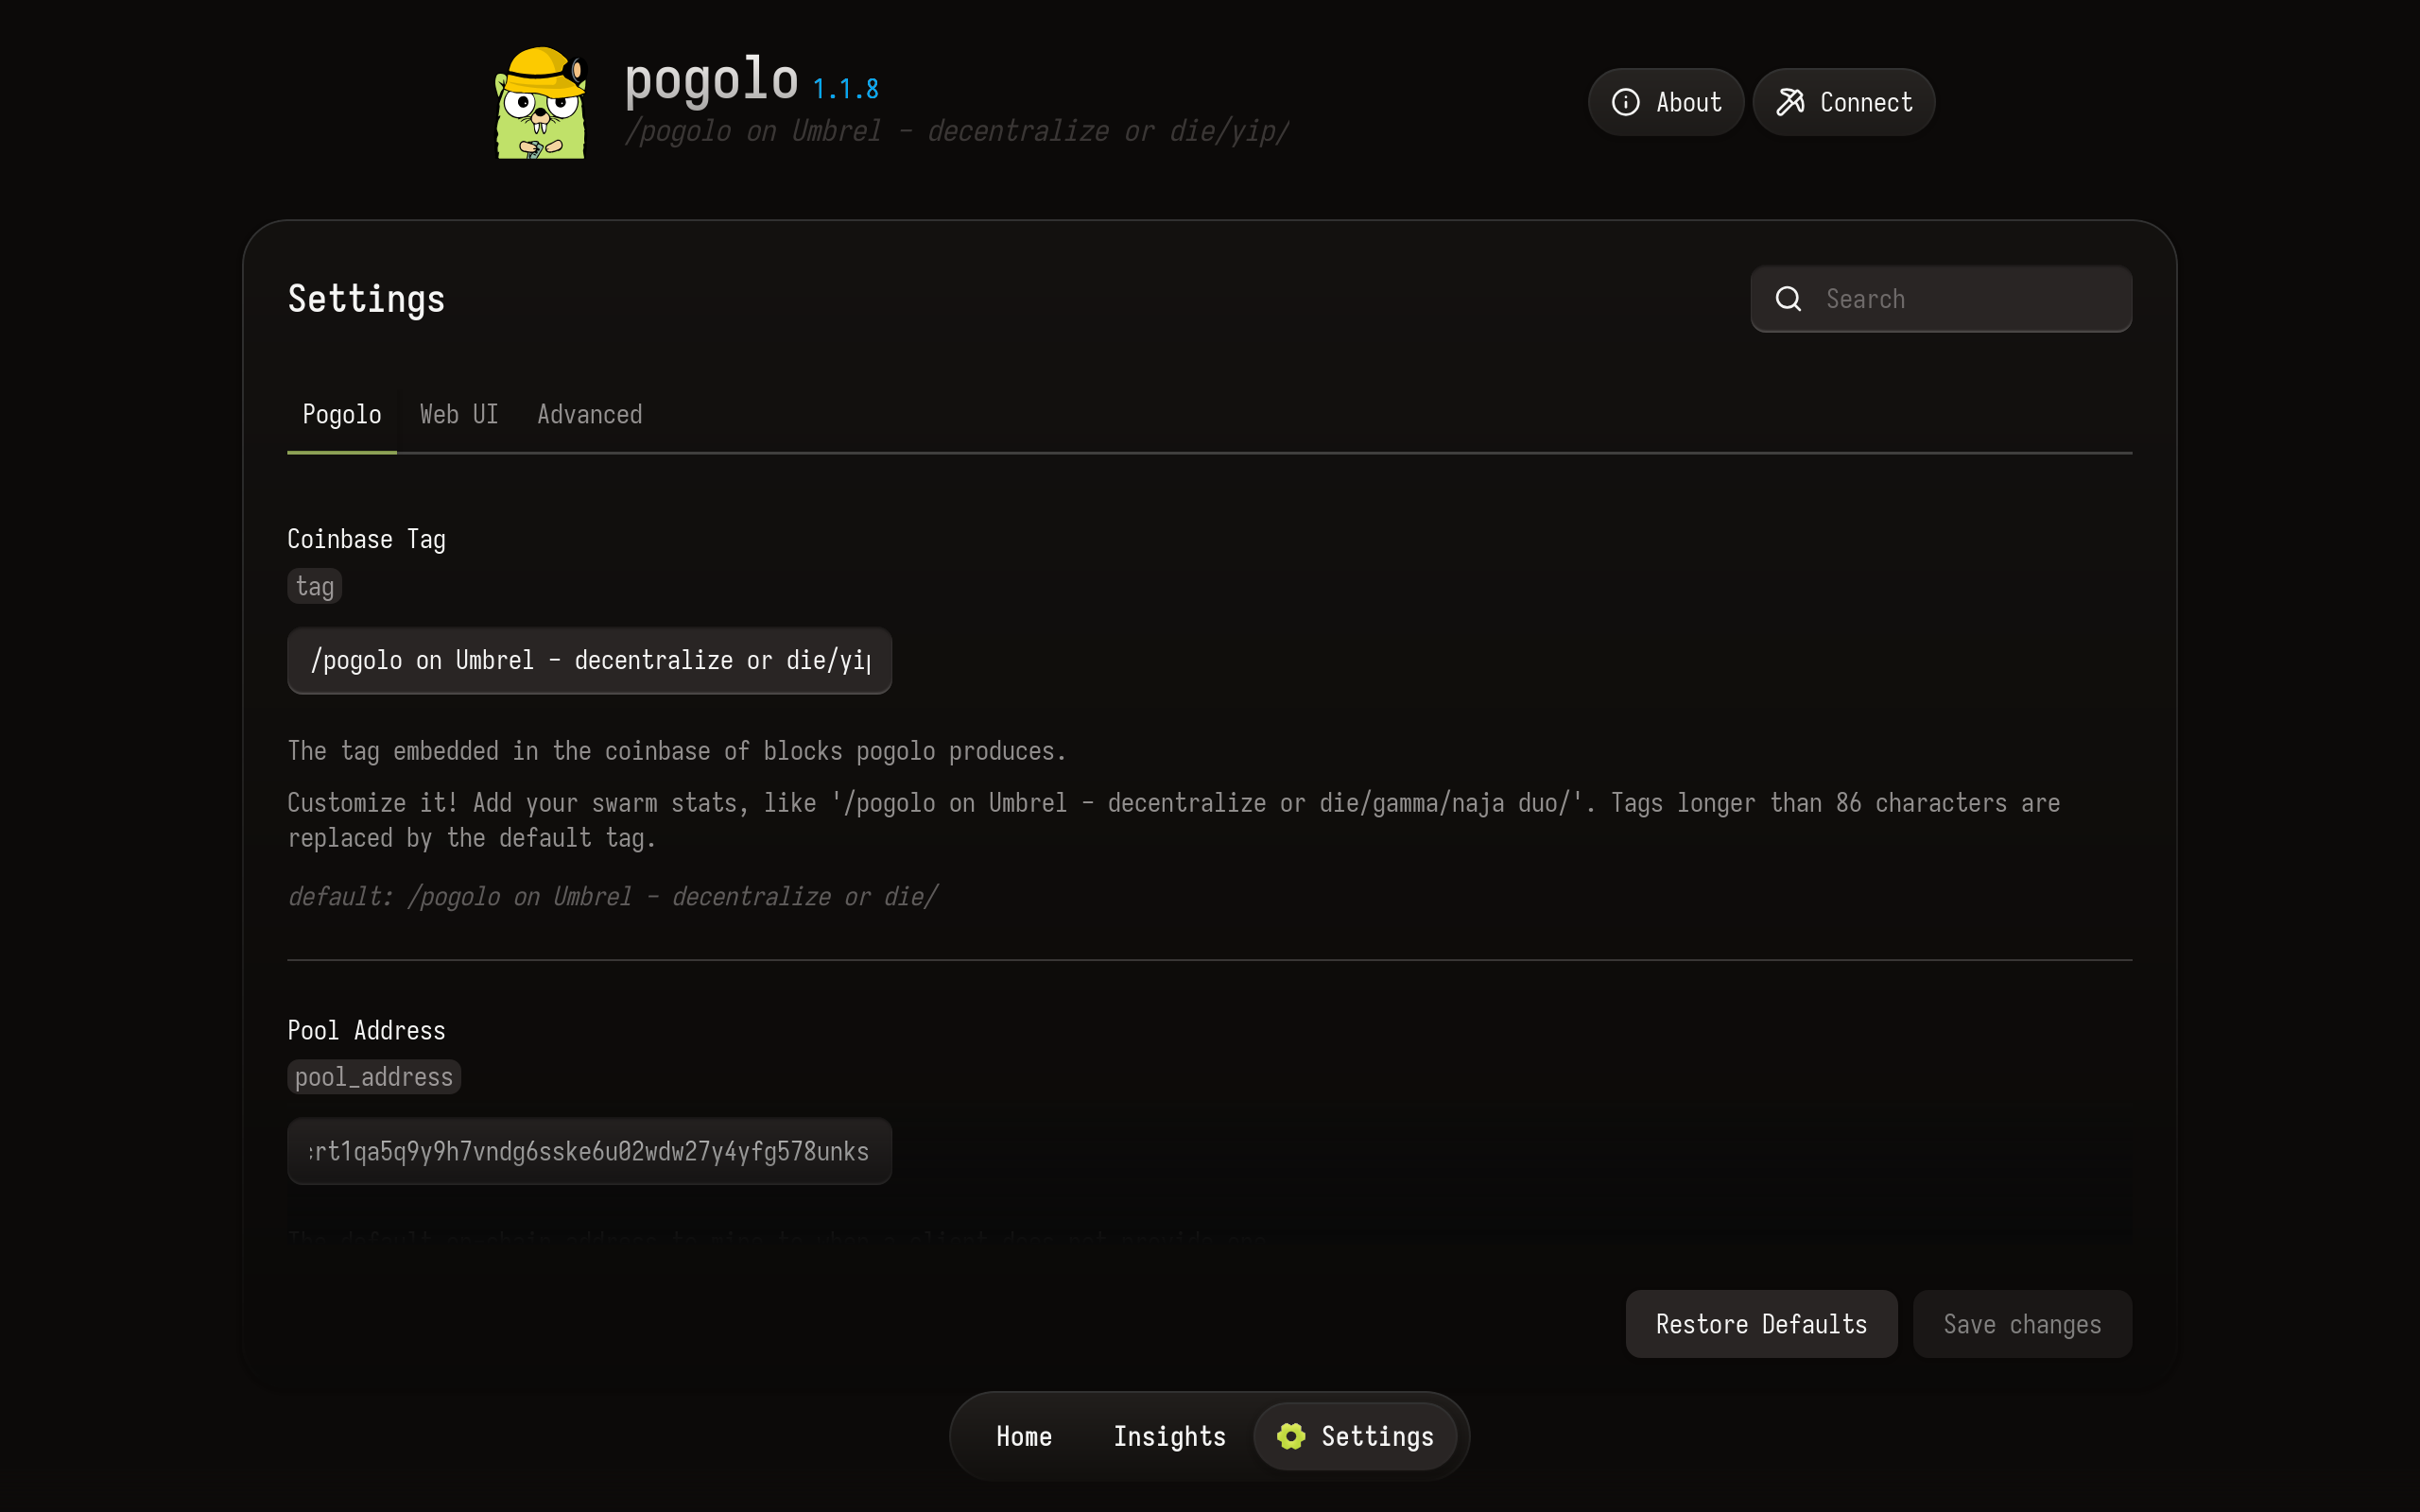 pogolo 1.1.8
/pogolo on Umbrel - decentralize or die/yip/
About
Connect
Settings
Search
Pogolo
Web UI
Advanced
Coinbase Tag
tag
/pogolo on Umbrel - decentralize or die/yip
The tag embedded in the coinbase of blocks pogolo produces.
Customize it! Add your swarm stats, like '/pogolo on Umbrel - decentralize or die/gamma/naja duo/'. Tags longer than 86 characters are
replaced by the default tag.
default: /pogolo on Umbrel - decentralize or die/
Pool Address
pool_address
crt1qa5q9y9h7vndg6sske6u02wdw27y4yfg578unks
Restore Defaults
Save changes
Home
Insights
Settings